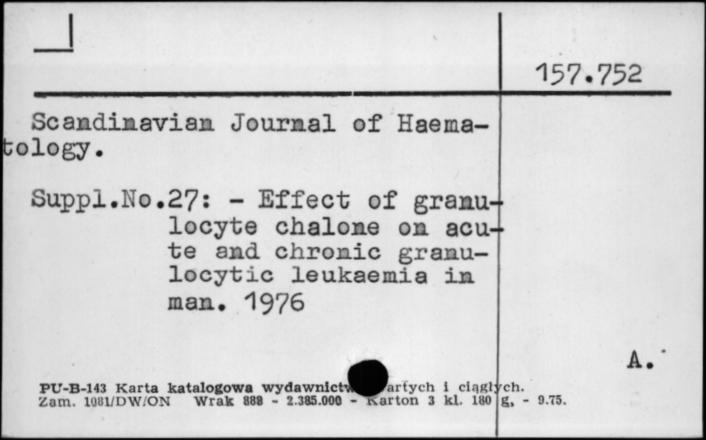 157.752
Scandinavian Journal of Haema-
tology.
Suppl.No.27: - Effect of granu-
locyte chalone on acu-
te and chronic granu-
locytic leukaemia in
man. 1976
A.
PU-B-143 Karta katalogowa wydawnictw artych i ciągłych.
Zam. 1081/DW/ON Wrak 888 - 2.385.000 - Karton 3 kl. 180 g, - 9.75.